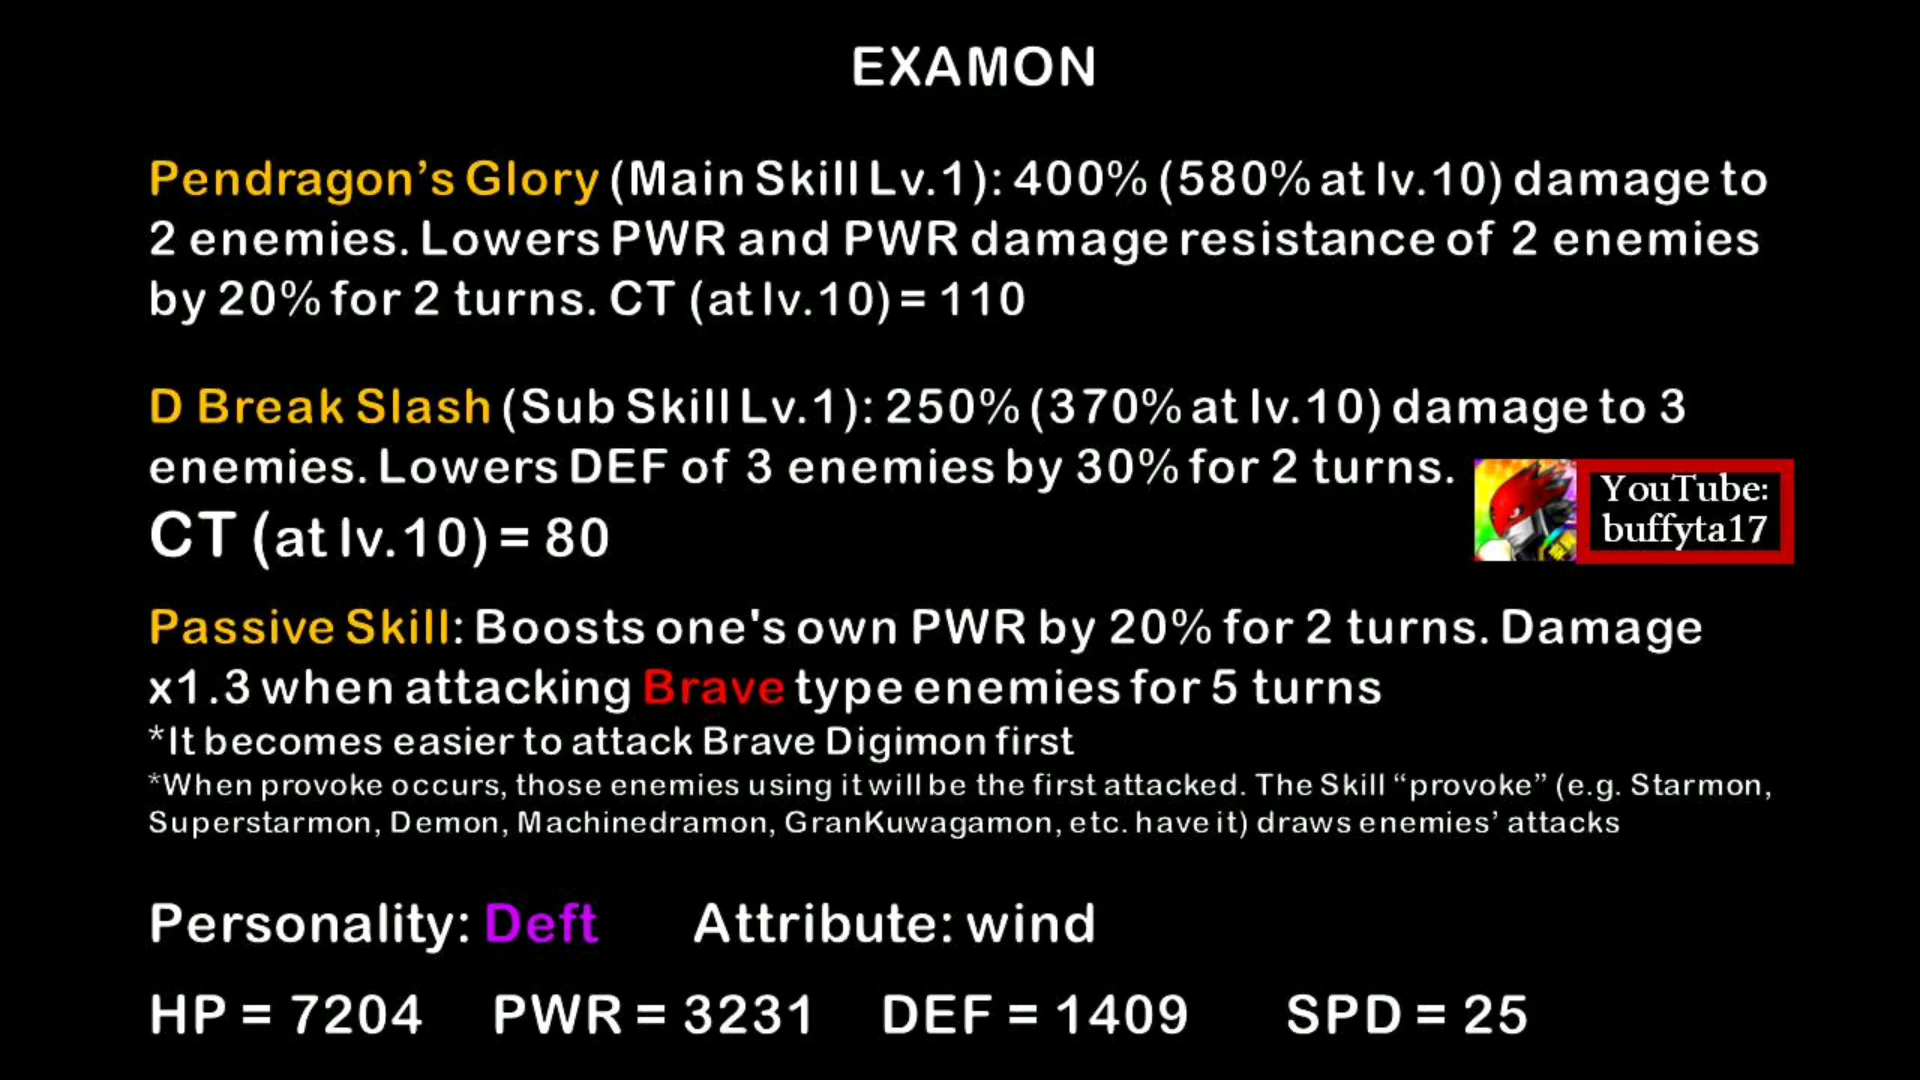 EXAMON
Pendragon’s Glory (Main Skill Lv.1): 400% (580% at lv.10) damage to
2 enemies. Lowers PWR and PWR damage resistance of 2 enemies
by 20% for 2 turns. CT (at lv.10) = 110
D Break Slash (Sub Skill Lv.1): 250% (370% at lv.10) damage to 3
enemies. Lowers DEF of 3 enemies by 30% for 2 turns.
CT (at lv.10) = 80
YouTube:
buffyta17
Passive Skill: Boosts one's own PWR by 20% for 2 turns. Damage
x1.3 when attacking Brave type enemies for 5 turns
*It becomes easier to attack Brave Digimon first
*When provoke occurs, those enemies using it will be the first attacked. The Skill “provoke” (e.g. Starmon,
Superstarmon, Demon, Machinedramon, GranKuwagamon, etc. have it) draws enemies’ attacks
Personality: Deft Attribute: wind
HP = 7204 PWR = 3231 DEF = 1409 SPD = 25